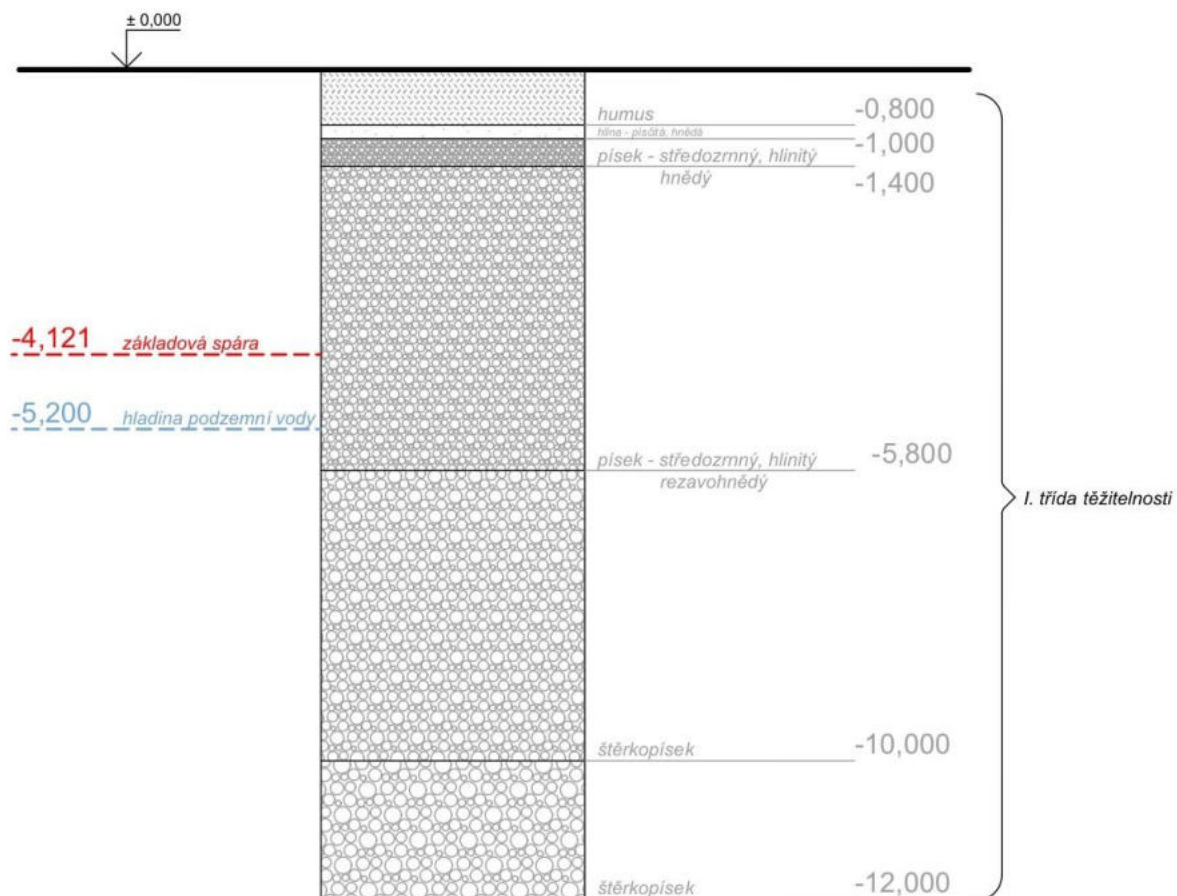 ± 0,000
humus -0,800
hlína - písčitá, hnědá -1,000
písek - středozrnný, hlinitý
hnědý -1,400
-4,121 základová spára
-5,200 hladina podzemní vody
písek - středozrnný, hlinitý -5,800
rezavohnědý
I. třída těžitelnosti
štěrkopísek -10,000
štěrkopísek -12,000